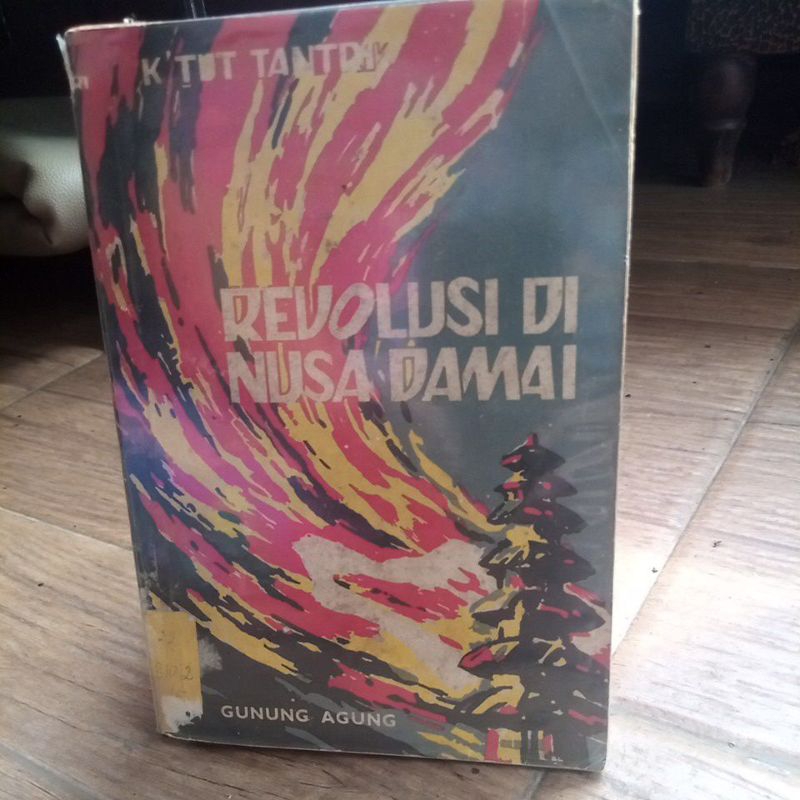 K'TUT TANTRI
REVOLUSI DI
NUSA DAMAI
GUNUNG AGUNG